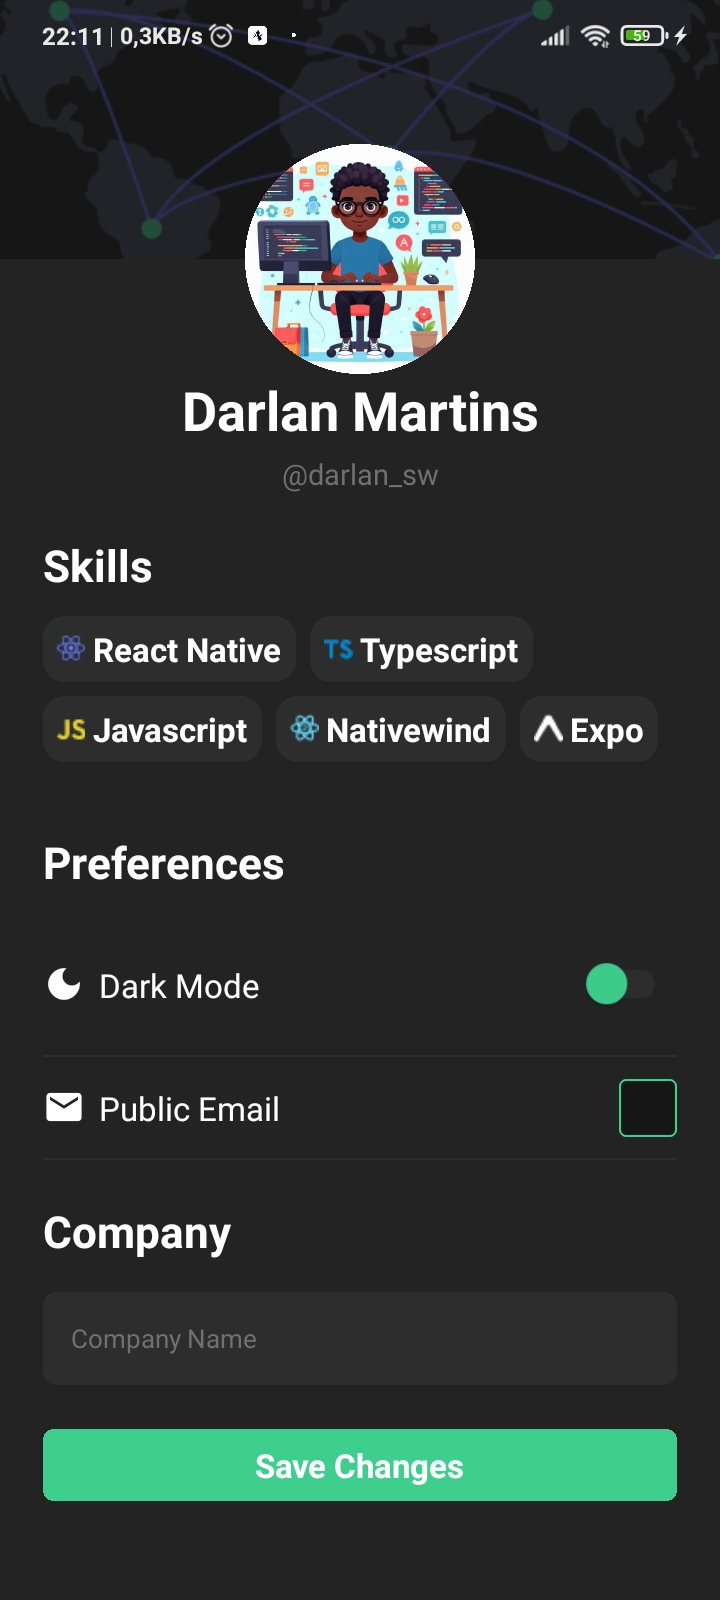 22:11 0,3KB/s 59
Darlan Martins
@darlan_sw
Skills
React Native TS Typescript
JS Javascript Nativewind Expo
Preferences
Dark Mode
Public Email
Company
Company Name
Save Changes